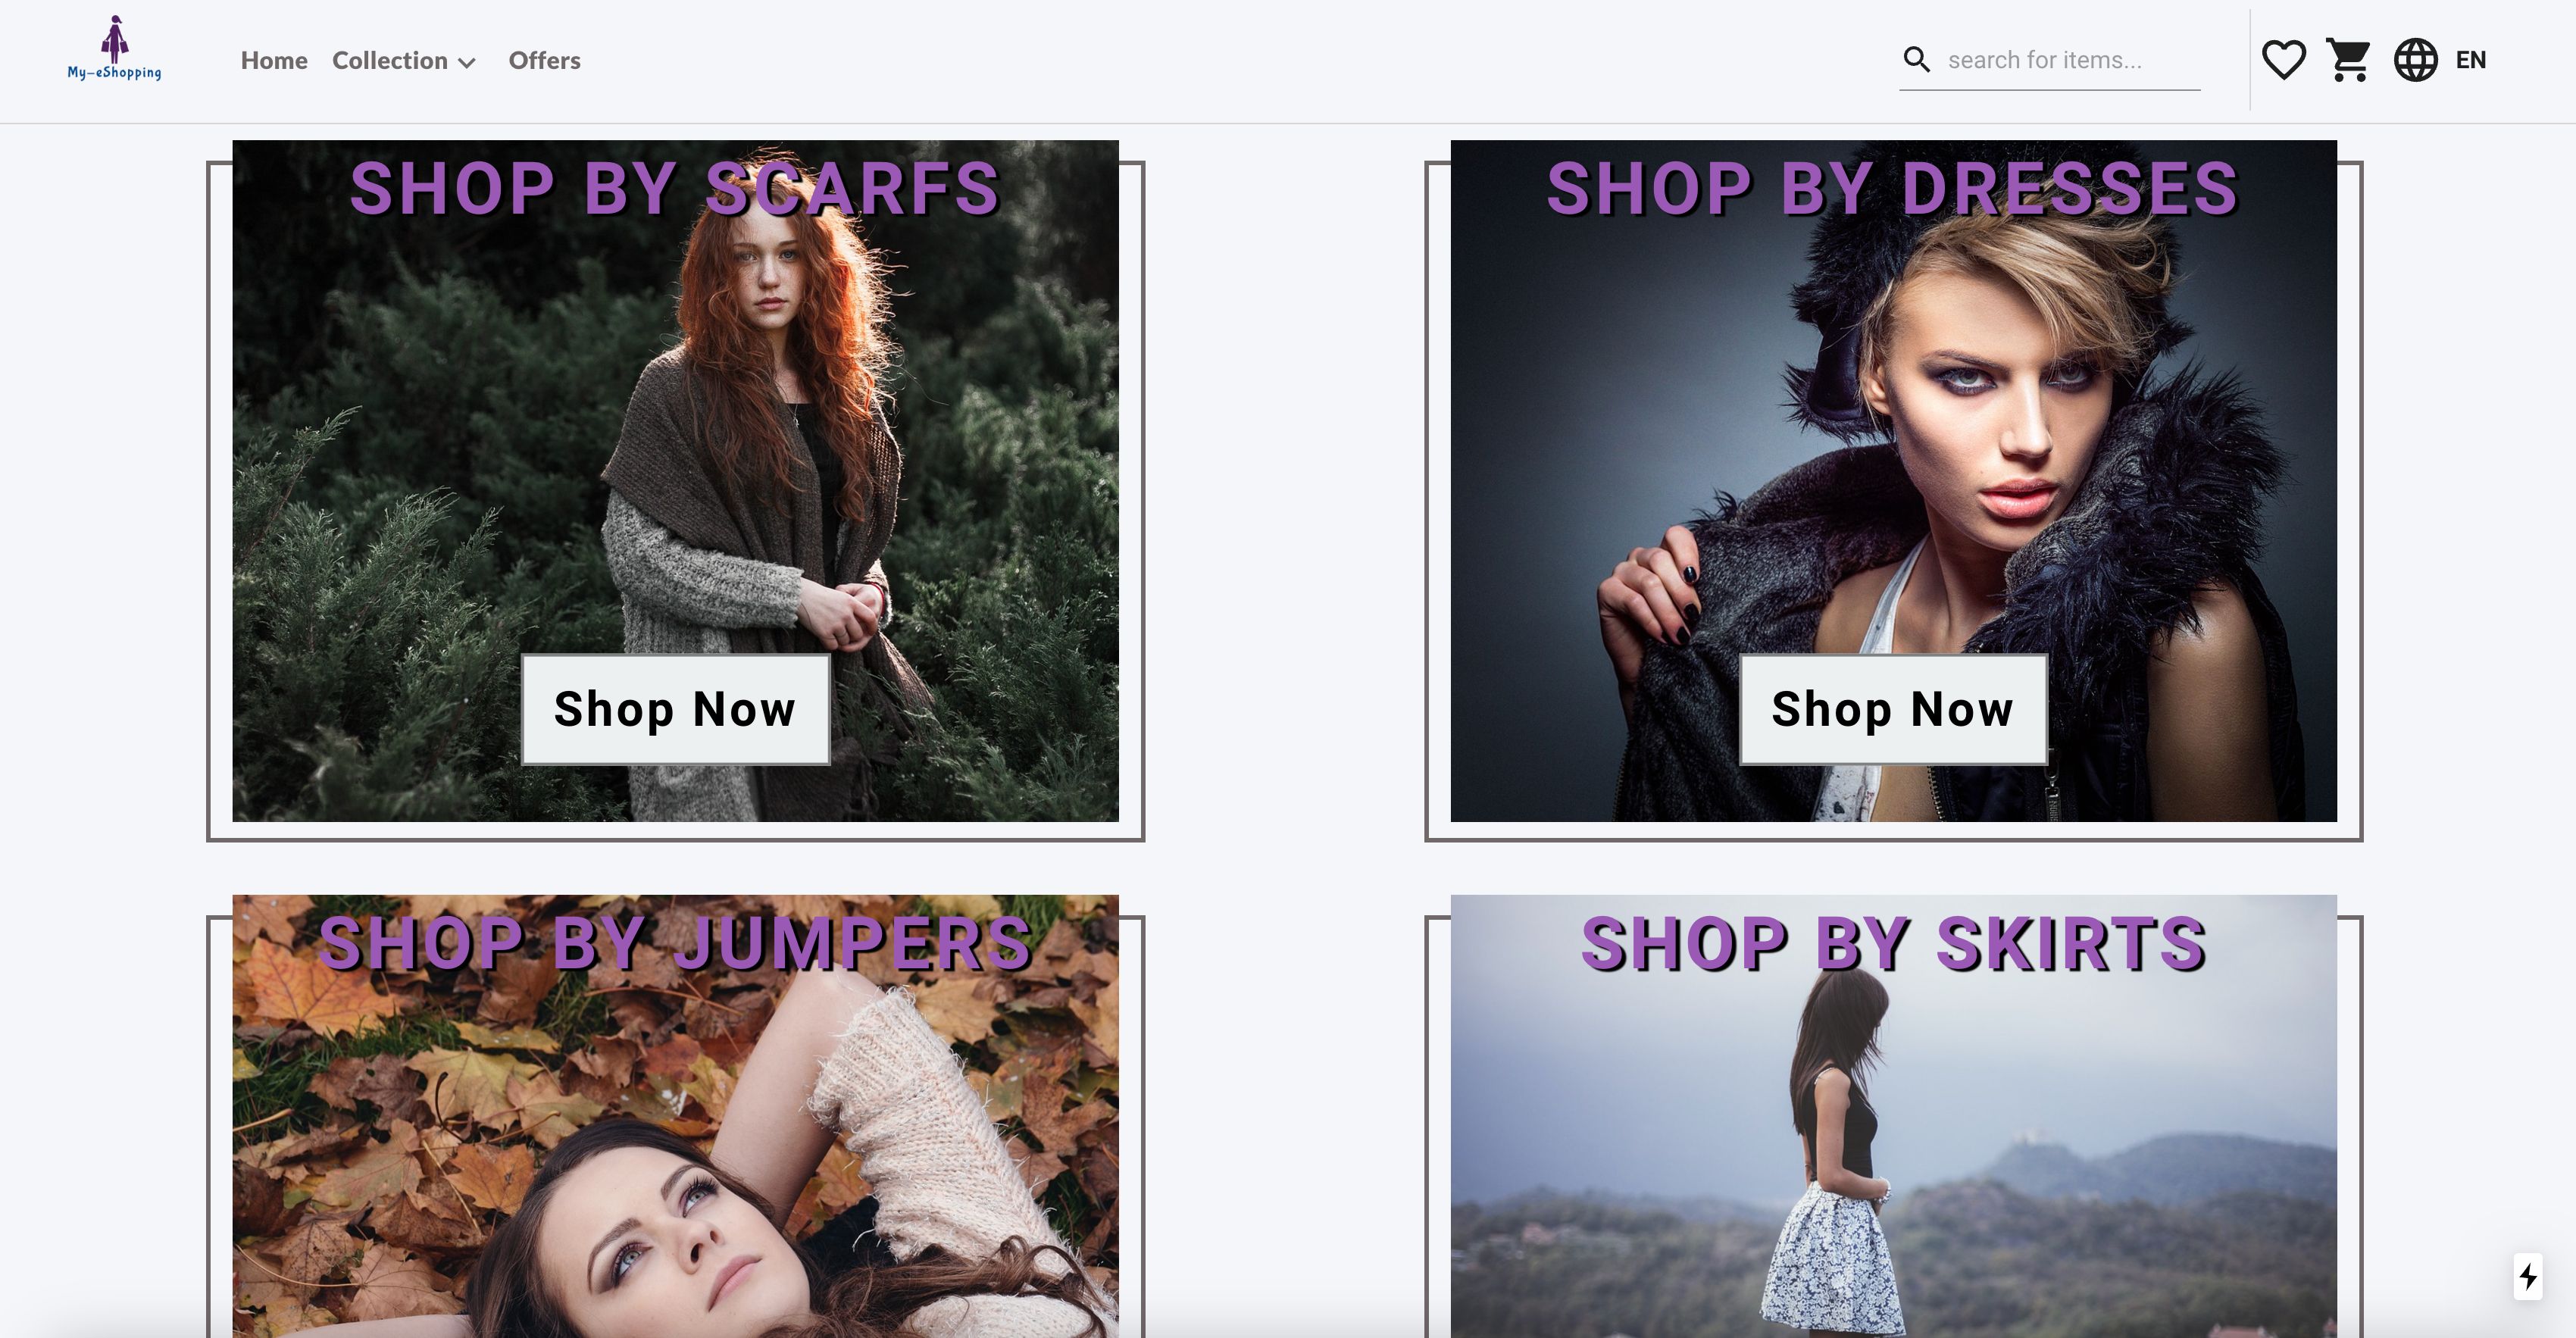 My-eShopping
Home Collection Offers
search for items...
EN
SHOP BY SCARFS
Shop Now
SHOP BY DRESSES
Shop Now
SHOP BY JUMPERS
SHOP BY SKIRTS